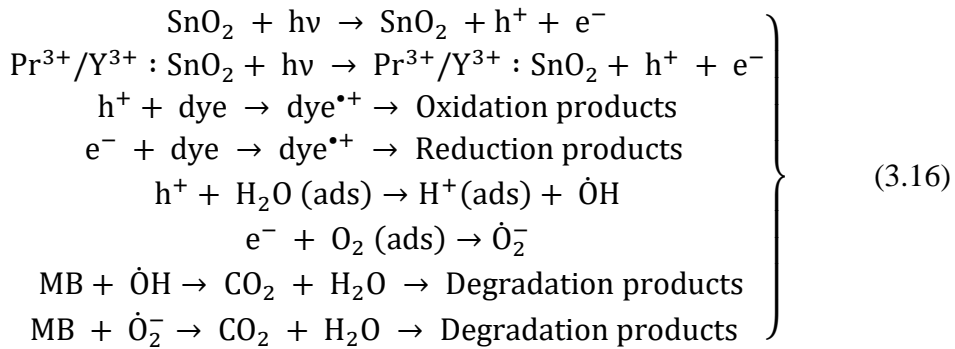 SnO₂ + hν → SnO₂ + h⁺ + e⁻
Pr³⁺/Y³⁺ : SnO₂ + hν → Pr³⁺/Y³⁺ : SnO₂ + h⁺ + e⁻
h⁺ + dye → dye•⁺ → Oxidation products
e⁻ + dye → dye•⁺ → Reduction products
h⁺ + H₂O (ads) → H⁺(ads) + ȮH
e⁻ + O₂ (ads) → Ȯ₂⁻
MB + ȮH → CO₂ + H₂O → Degradation products
MB + Ȯ₂⁻ → CO₂ + H₂O → Degradation products
(3.16)